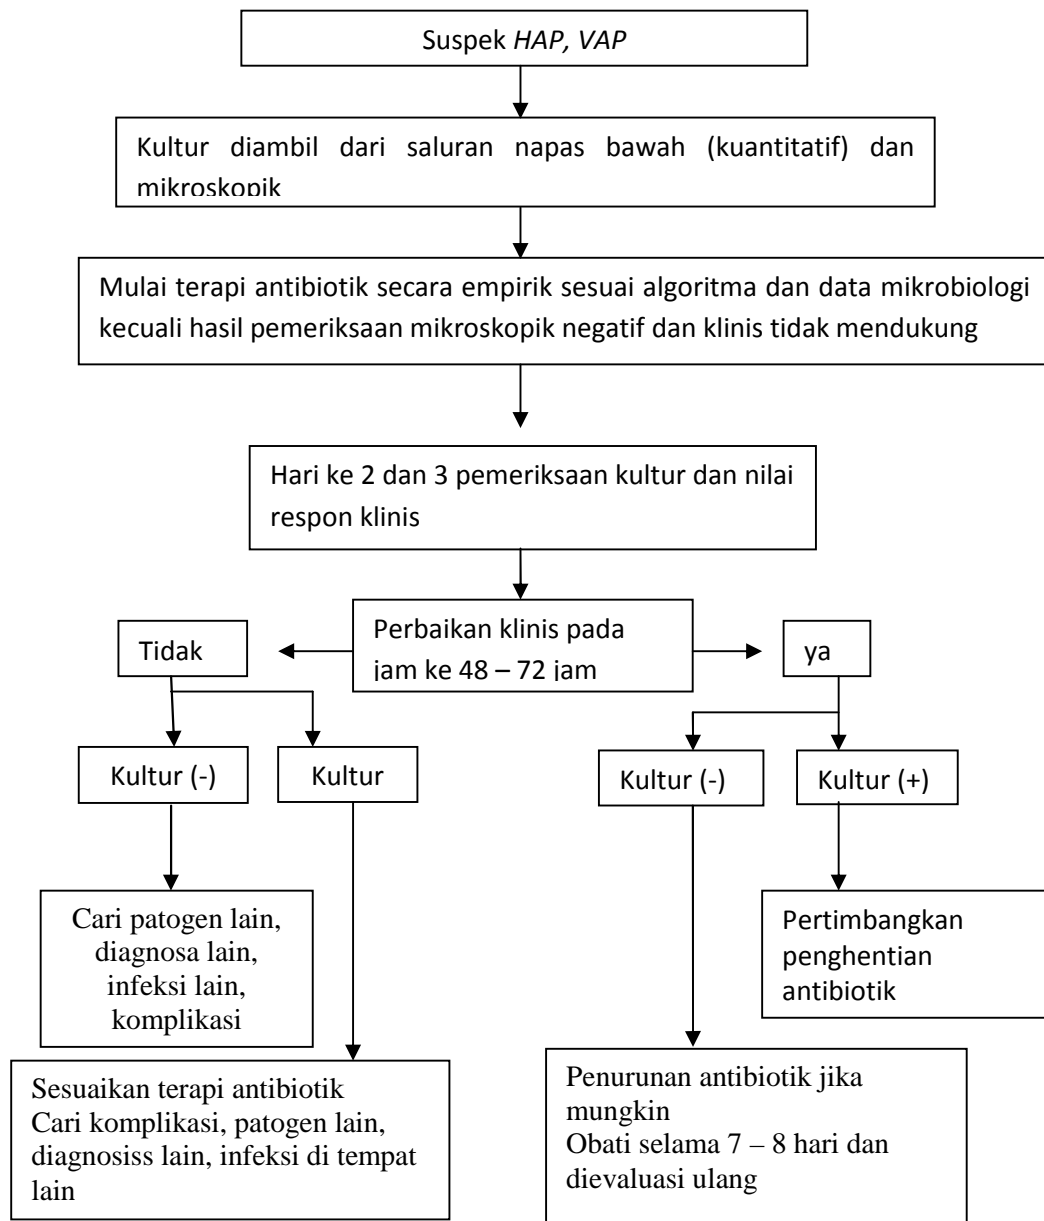 Suspek HAP, VAP
Kultur diambil dari saluran napas bawah (kuantitatif) dan
mikroskopik
Mulai terapi antibiotik secara empirik sesuai algoritma dan data mikrobiologi
kecuali hasil pemeriksaan mikroskopik negatif dan klinis tidak mendukung
Hari ke 2 dan 3 pemeriksaan kultur dan nilai
respon klinis
Perbaikan klinis pada
jam ke 48 – 72 jam
Tidak
ya
Kultur (-)
Kultur
Kultur (-)
Kultur (+)
Cari patogen lain,
diagnosa lain,
infeksi lain,
komplikasi
Pertimbangkan
penghentian
antibiotik
Sesuaikan terapi antibiotik
Cari komplikasi, patogen lain,
diagnosiss lain, infeksi di tempat
lain
Penurunan antibiotik jika
mungkin
Obati selama 7 – 8 hari dan
dievaluasi ulang